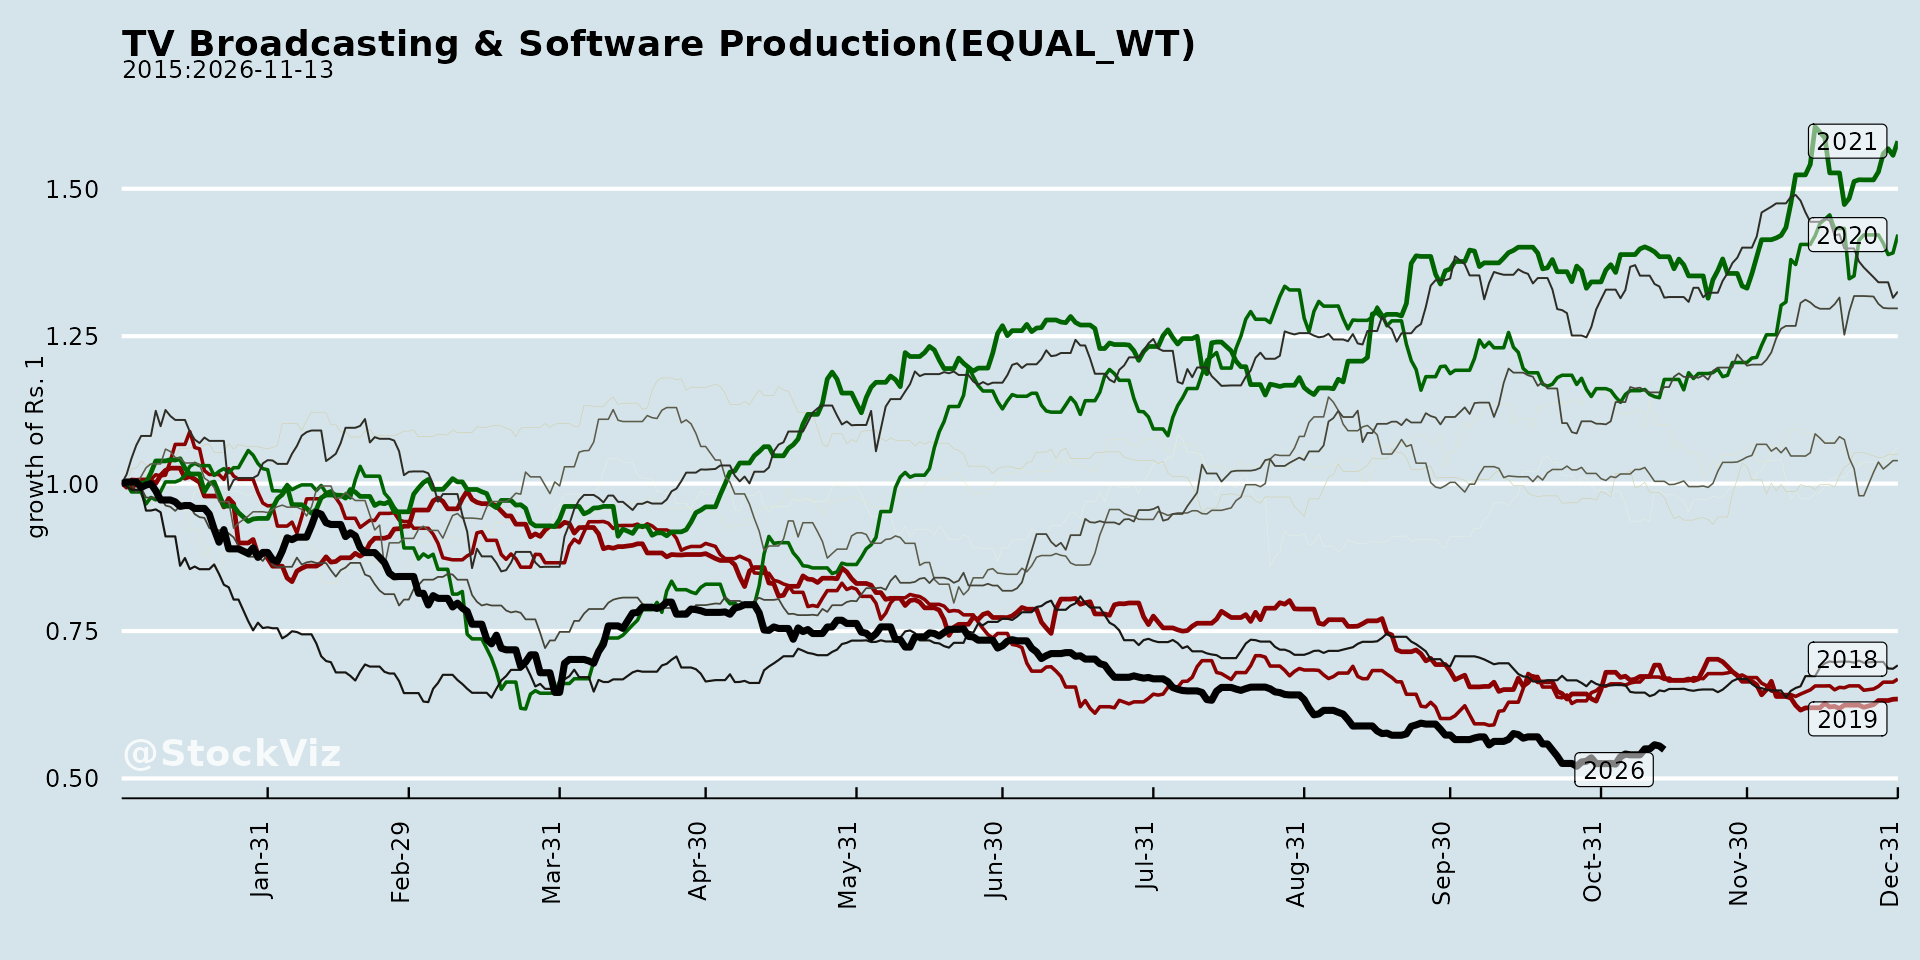 TV Broadcasting & Software Production(EQUAL_WT)
2015:2026-11-13
growth of Rs. 1
1.50
1.25
1.00
0.75
0.50
2021
2020
2018
2019
2026
@StockViz
Jan-31
Feb-29
Mar-31
Apr-30
May-31
Jun-30
Jul-31
Aug-31
Sep-30
Oct-31
Nov-30
Dec-31